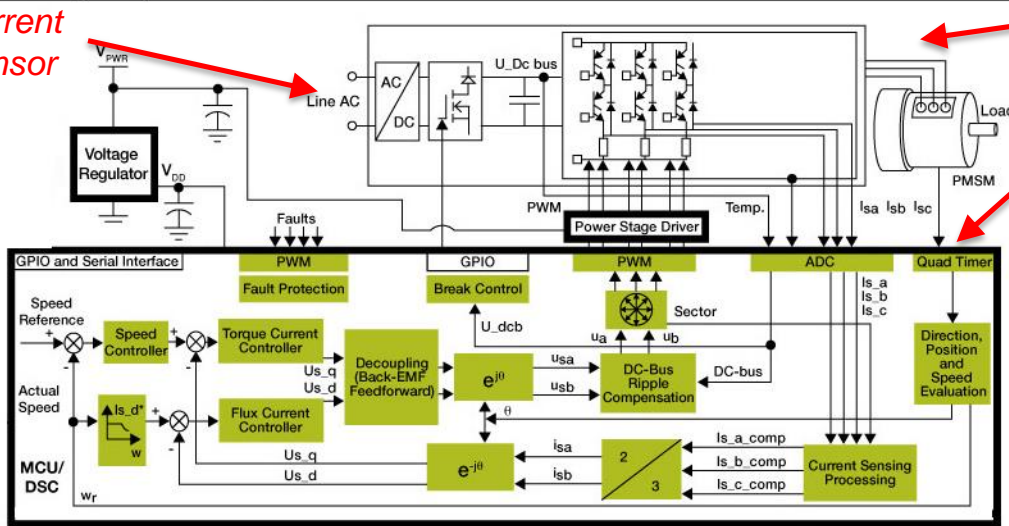 nsor
V_PWR
Line AC
AC
DC
U_Dc bus
Load
PMSM
Voltage
Regulator
V_DD
Faults
PWM
Power Stage Driver
Temp.
Isa Isb Isc
GPIO and Serial Interface
PWM
GPIO
PWM
ADC
Quad Timer
Fault Protection
Break Control
Sector
Is_a
Is_b
Is_c
Speed
Reference
+
-
Speed
Controller
+
-
Torque Current
Controller
Us_q
Us_d
Decoupling
(Back-EMF
Feedforward)
e^jθ
U_dcb
ua
ub
usa
usb
DC-Bus
Ripple
Compensation
DC-bus
Direction,
Position
and
Speed
Evaluation
Actual
Speed
Is_d*
w
+
-
Flux Current
Controller
θ
Us_q
Us_d
e^-jθ
isa
isb
2
3
Is_a_comp
Is_b_comp
Is_c_comp
Current Sensing
Processing
MCU/
DSC
wr